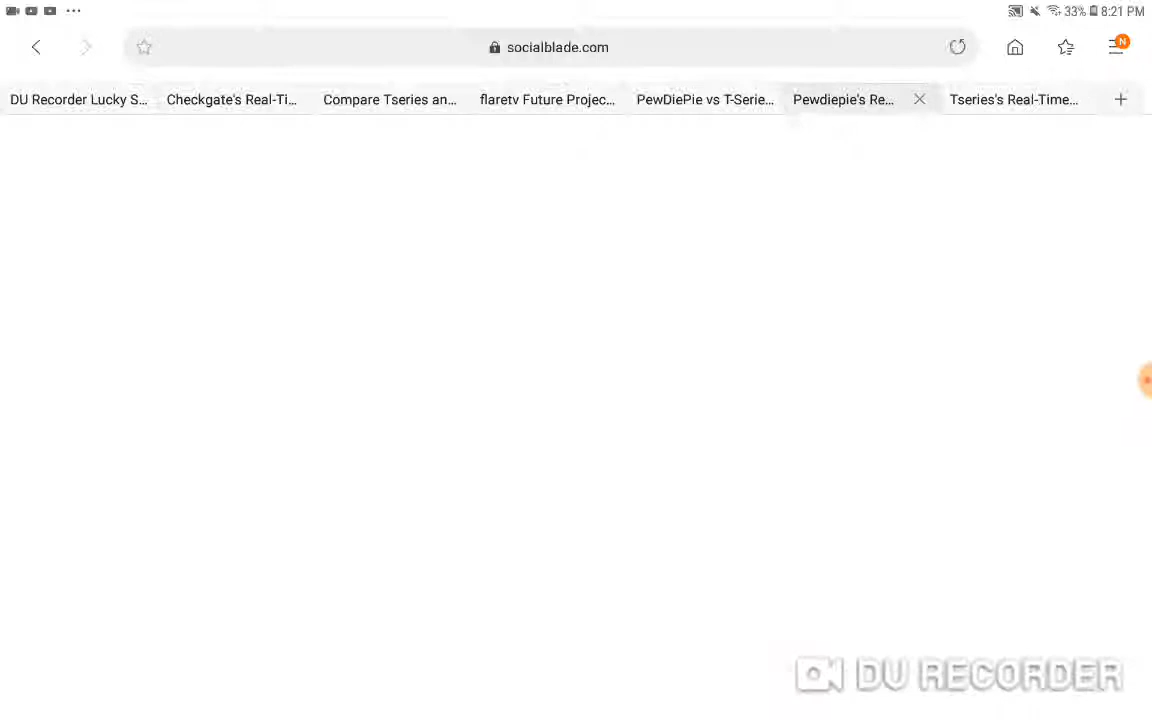 33% 8:21 PM
socialblade.com
N
DU Recorder Lucky S... Checkgate's Real-Ti... Compare Tseries an... flaretv Future Projec... PewDiePie vs T-Serie... Pewdiepie's Re... Tseries's Real-Time...
DU RECORDER